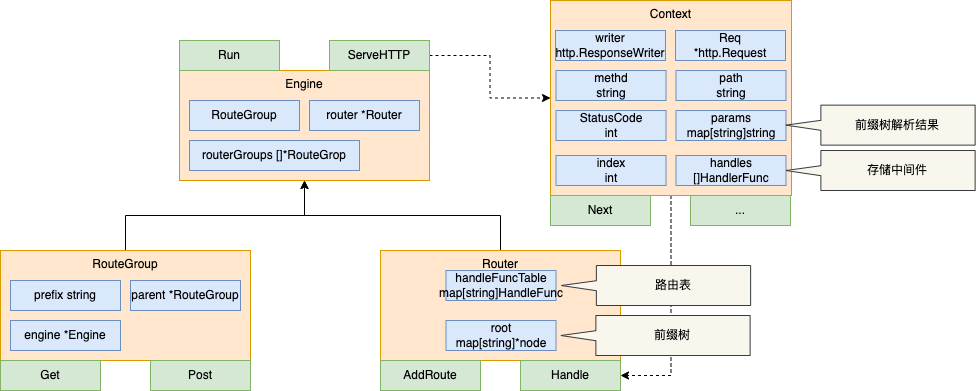 Context
writer
http.ResponseWriter
Req
*http.Request
Run
ServeHTTP
methd
string
path
string
Engine
RouteGroup
router *Router
StatusCode
int
params
map[string]string
前缀树解析结果
routerGroups []*RouteGrop
index
int
handles
[]HandlerFunc
存储中间件
Next
...
RouteGroup
prefix string
parent *RouteGroup
engine *Engine
Get
Post
Router
handleFuncTable
map[string]HandleFunc
路由表
root
map[string]*node
前缀树
AddRoute
Handle